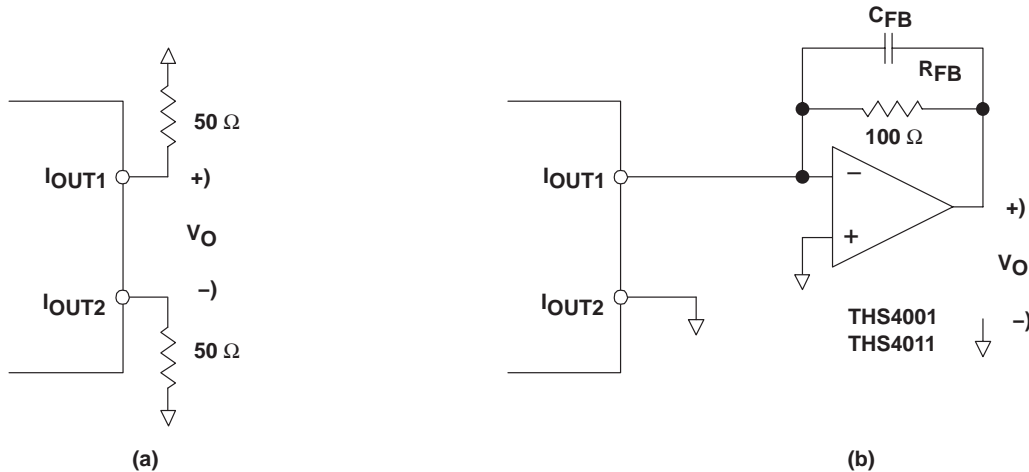 50 Ω
IOUT1
+)
VO
–)
IOUT2
50 Ω
(a)
CFB
RFB
100 Ω
IOUT1
–
+
+)
VO
IOUT2
THS4001
THS4011
–)
(b)